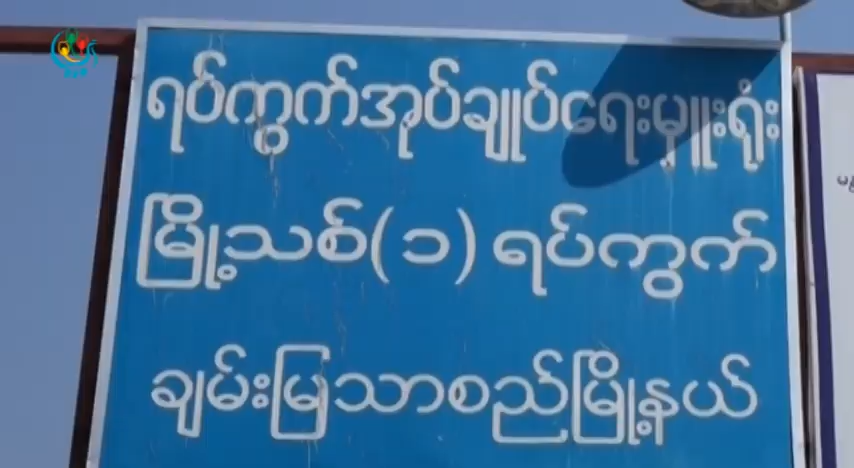 ရပ်ကွက်အုပ်ချုပ်ရေးမှူးရုံး
မြို့သစ်(၁)ရပ်ကွက်
ချမ်းမြသာစည်မြို့နယ်